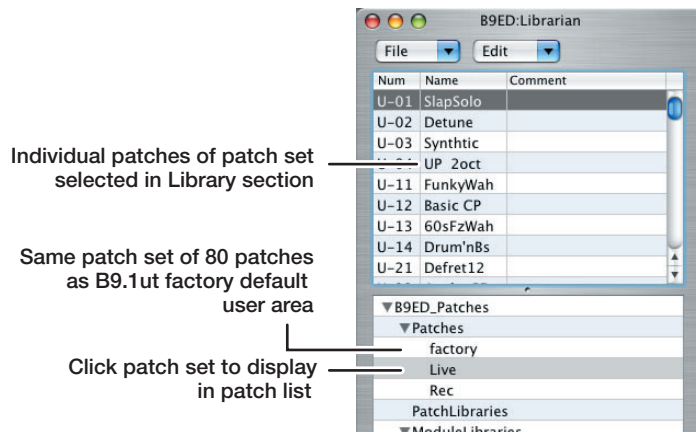 B9ED:Librarian
File Edit
Num Name Comment
U-01 SlapSolo
U-02 Detune
U-03 Synthtic
UP 2oct
U-11 FunkyWah
U-12 Basic CP
U-13 60sFzWah
U-14 Drum'nBs
U-21 Defret12
Individual patches of patch set
selected in Library section
Same patch set of 80 patches
as B9.1ut factory default
user area
Click patch set to display
in patch list
B9ED_Patches
Patches
factory
Live
Rec
PatchLibraries
ModuleLibraries